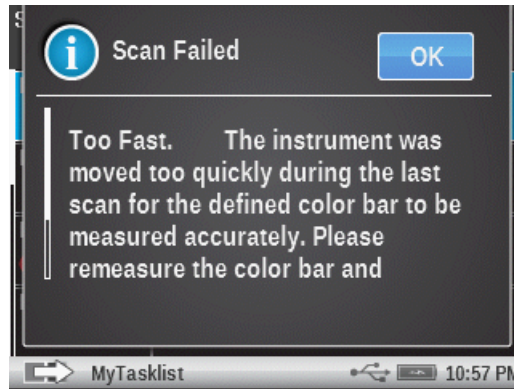 S
Scan Failed
OK
Too Fast. The instrument was
moved too quickly during the last
scan for the defined color bar to be
measured accurately. Please
remeasure the color bar and
MyTasklist
10:57 PM